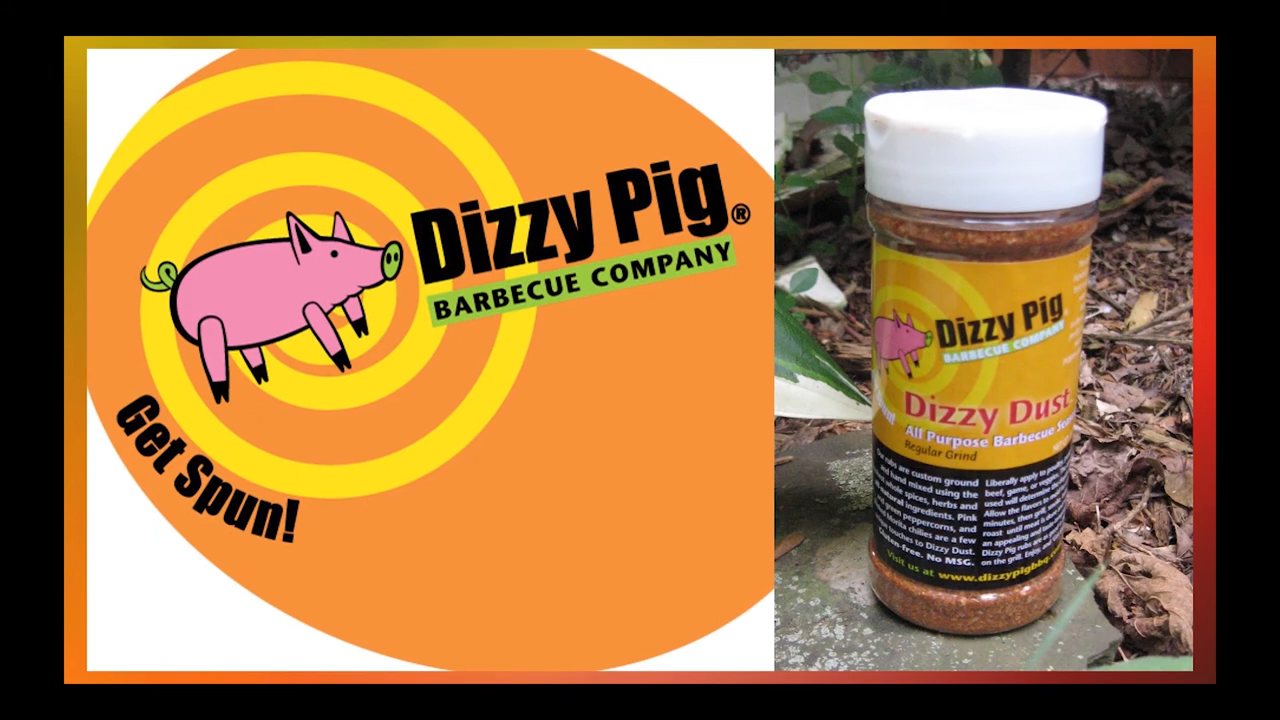 Dizzy Pig®
BARBECUE COMPANY
Get Spun!
Dizzy Pig
BARBECUE COMPANY
Dizzy Dust
All Purpose Barbecue
Regular Grind
rubs are custom ground
and hand mixed using the
whole spices, herbs and
natural ingredients. Pink
green peppercorns, and
Morita chilies are a few
touches to Dizzy Dust.
Gluten-free. No MSG.
Liberally apply to
beef, game, or
used will determine
Allow the flavors to
minutes, then grill,
roast until meat is
an appealing and
Dizzy Pig rubs are
on the grill. Enjoy,
Visit us at www.dizzypigbbq